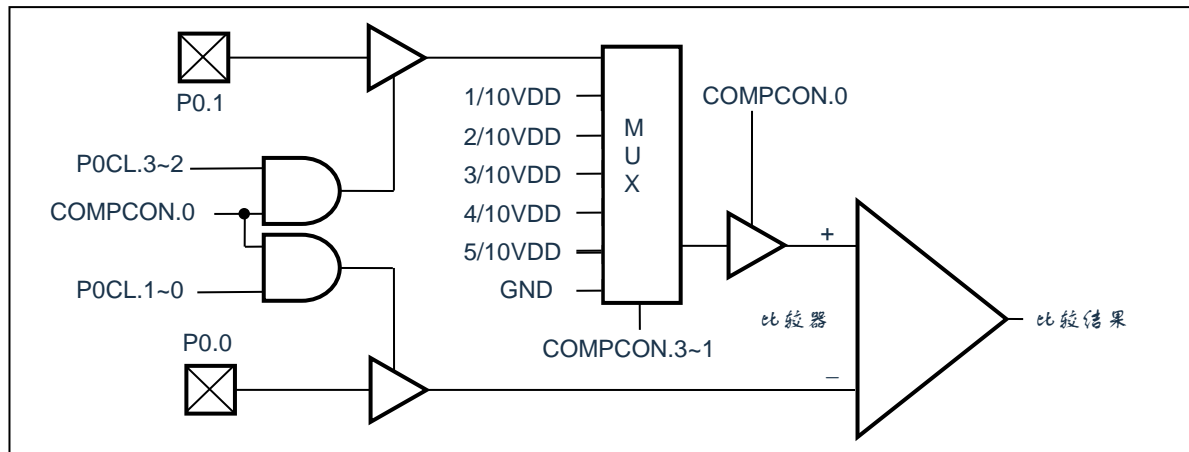 P0.1
1/10VDD
COMPCON.0
2/10VDD
M
U
X
P0CL.3~2
3/10VDD
COMPCON.0
4/10VDD
5/10VDD
+
P0CL.1~0
GND
比较器
比较结果
P0.0
COMPCON.3~1
−